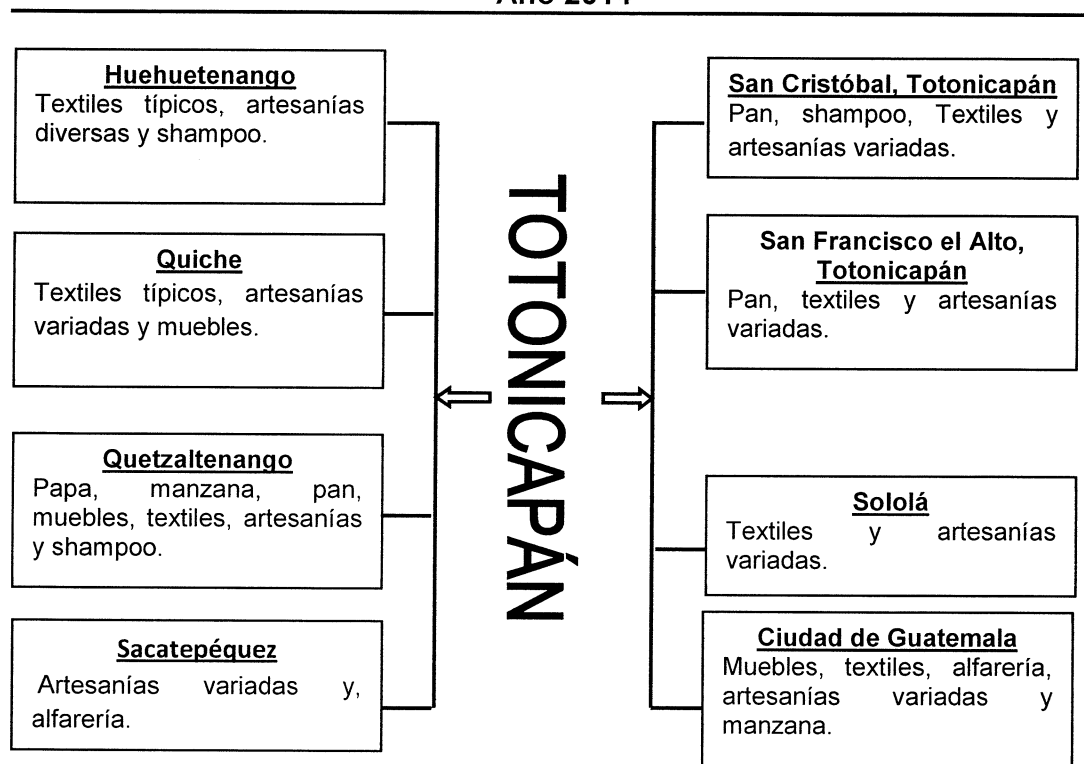 Huehuetenango
Textiles típicos, artesanías
diversas y shampoo.
Quiche
Textiles típicos, artesanías
variadas y muebles.
Quetzaltenango
Papa, manzana, pan,
muebles, textiles, artesanías
y shampoo.
Sacatepéquez
Artesanías variadas y,
alfarería.
TOTONICAPÁN
San Cristóbal, Totonicapán
Pan, shampoo, Textiles y
artesanías variadas.
San Francisco el Alto,
Totonicapán
Pan, textiles y artesanías
variadas.
Sololá
Textiles y artesanías
variadas.
Ciudad de Guatemala
Muebles, textiles, alfarería,
artesanías variadas y
manzana.